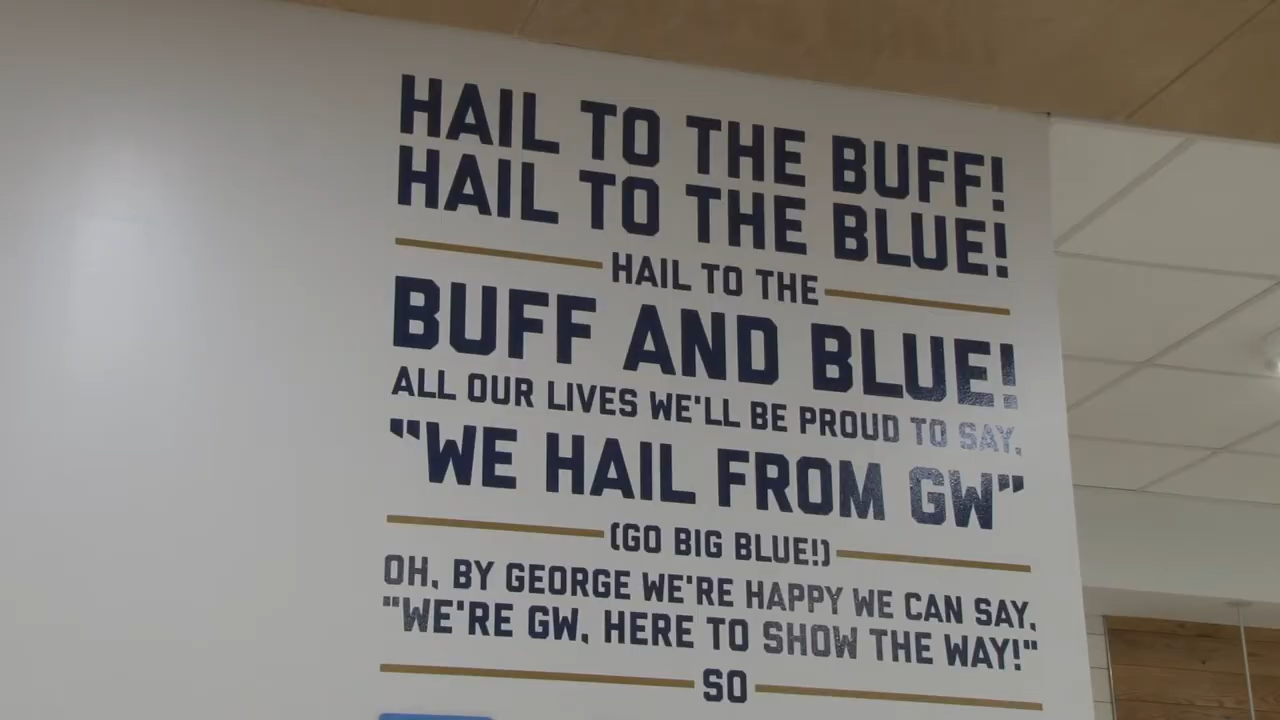 HAIL TO THE BUFF!
HAIL TO THE BLUE!
HAIL TO THE
BUFF AND BLUE!
ALL OUR LIVES WE'LL BE PROUD TO SAY,
"WE HAIL FROM GW"
(GO BIG BLUE!)
OH, BY GEORGE WE'RE HAPPY WE CAN SAY,
"WE'RE GW, HERE TO SHOW THE WAY!"
SO